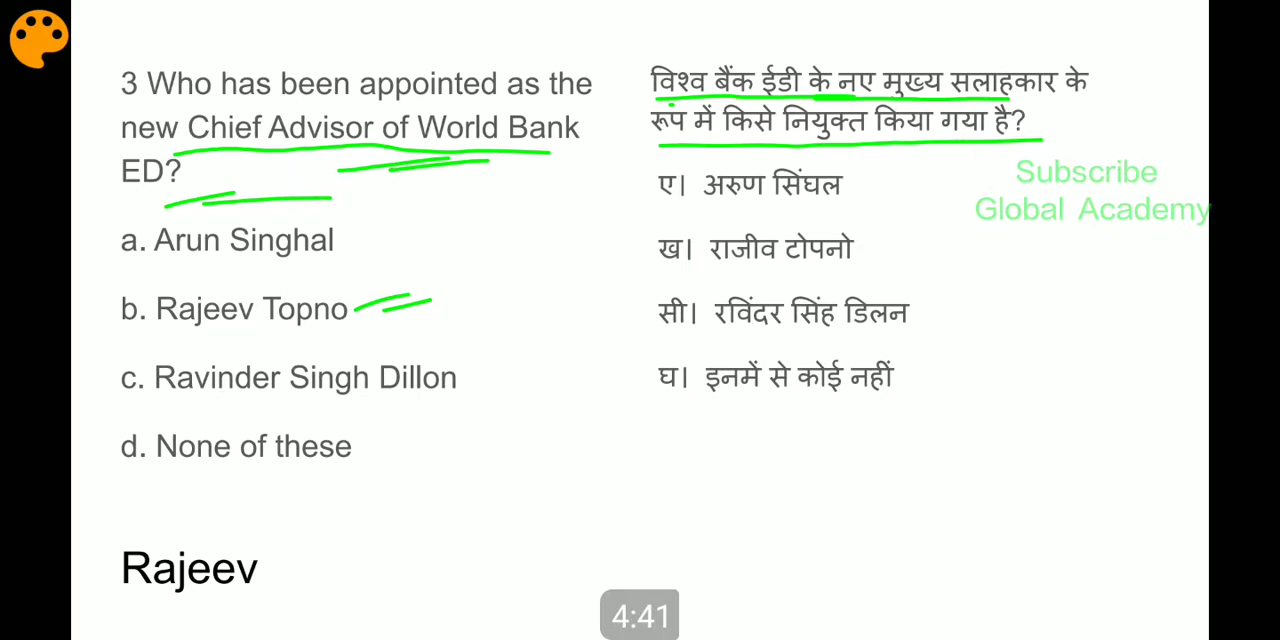 3 Who has been appointed as the
new Chief Advisor of World Bank
ED?
a. Arun Singhal
b. Rajeev Topno
c. Ravinder Singh Dillon
d. None of these
Rajeev
विश्व बैंक ईडी के नए मुख्य सलाहकार के
रूप में किसे नियुक्त किया गया है?
ए। अरुण सिंघल
ख। राजीव टोपनो
सी। रविंदर सिंह डिलन
घ। इनमें से कोई नहीं
Subscribe
Global Academy
4:41